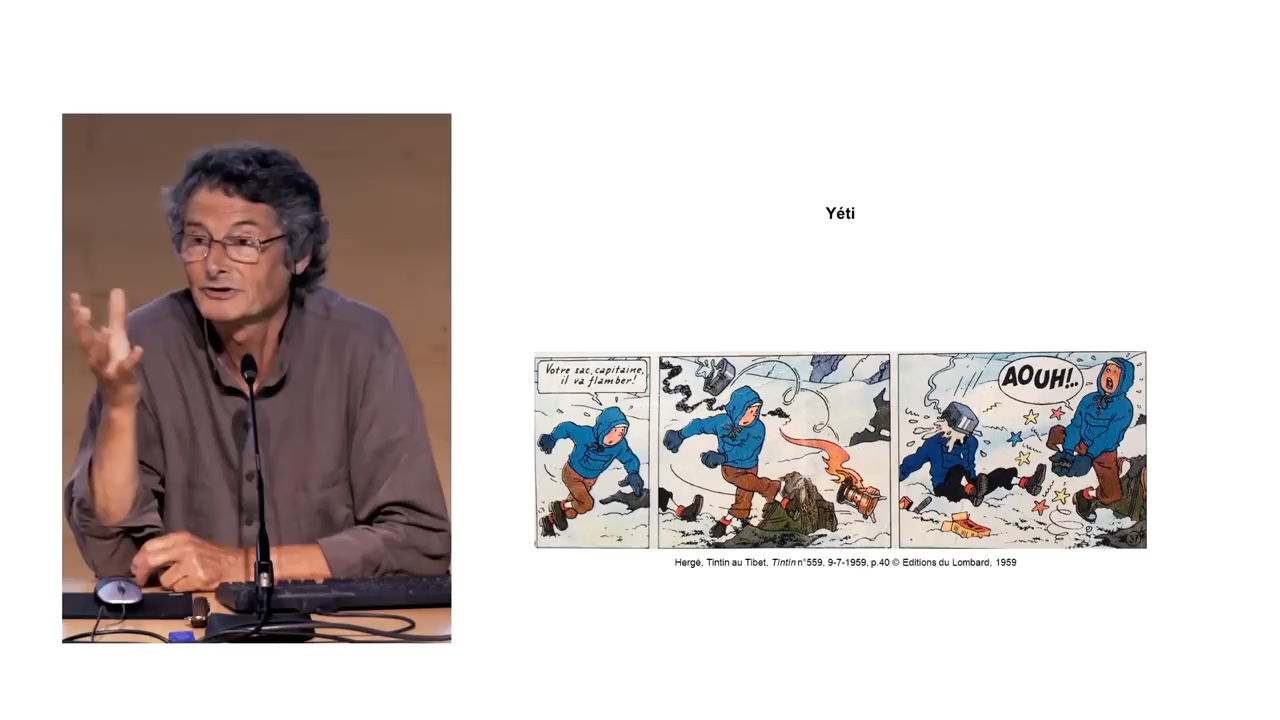 Yéti
Votre sac, capitaine,
il va flamber!
AOUH!..
Hergé, Tintin au Tibet, Tintin n°559, 9-7-1959, p.40 © Editions du Lombard, 1959